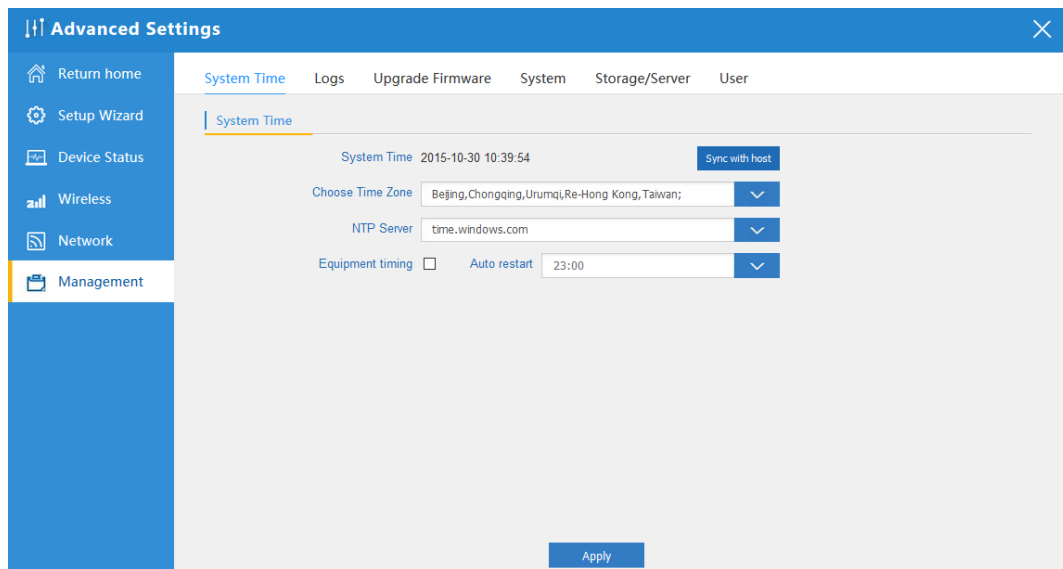 Advanced Settings
Return home
Setup Wizard
Device Status
Wireless
Network
Management
System Time Logs Upgrade Firmware System Storage/Server User
System Time
System Time 2015-10-30 10:39:54 Sync with host
Choose Time Zone Beijing,Chongqing,Urumqi,Re-Hong Kong,Taiwan;
NTP Server time.windows.com
Equipment timing Auto restart 23:00
Apply